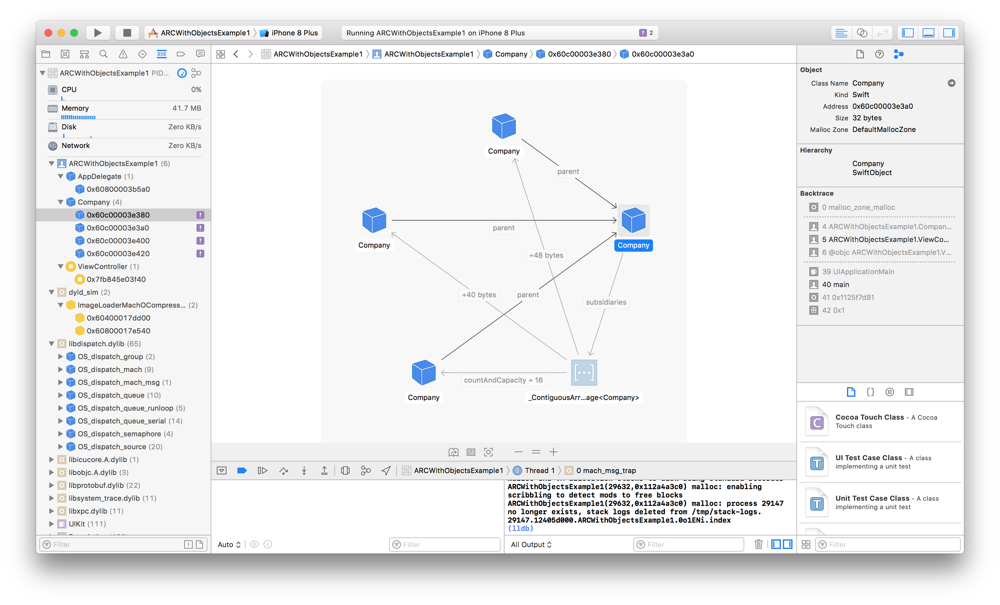 ARCWithObjectsExample1 iPhone 8 Plus
Running ARCWithObjectsExample1 on iPhone 8 Plus
2
ARCWithObjectsExample1 PID...
CPU 0%
Memory 41.7 MB
Disk Zero KB/s
Network Zero KB/s
ARCWithObjectsExample1 (6)
AppDelegate (1)
0x60800003b5a0
Company (4)
0x60c00003e380
0x60c00003e3a0
0x60c00003e400
0x60c00003e420
ViewController (1)
0x7fb845e03f40
dyld_sim (2)
ImageLoaderMachOCompress... (2)
0x60400017dd00
0x60800017e540
libdispatch.dylib (65)
OS_dispatch_group (2)
OS_dispatch_mach (9)
OS_dispatch_mach_msg (1)
OS_dispatch_queue (10)
OS_dispatch_queue_runloop (5)
OS_dispatch_queue_serial (14)
OS_dispatch_semaphore (4)
OS_dispatch_source (20)
libicucore.A.dylib (1)
libobjc.A.dylib (3)
libprotobuf.dylib (22)
libsystem_trace.dylib (11)
libxpc.dylib (11)
UIKit (111)
Filter
ARCWithObjectsExample1 ARCWithObjectsExample1 Company 0x60c00003e380 0x60c00003e3a0
Company
parent
Company
parent
Company
+48 bytes
+40 bytes
parent
subsidiaries
countAndCapacity + 16
Company
_ContiguousArr...age<Company>
ARCWithObjectsExample1 Thread 1 0 mach_msg_trap
malloc and VM allocation stacks to disk using standard recorder
ARCWithObjectsExample1(29632,0x112a4a3c0) malloc: enabling
scribbling to detect mods to free blocks
ARCWithObjectsExample1(29632,0x112a4a3c0) malloc: process 29147
no longer exists, stack logs deleted from /tmp/stack-logs.
29147.12405d000.ARCWithObjectsExample1.0o1ENi.index
(lldb)
Auto
Filter
All Output
Filter
Object
Class Name Company
Kind Swift
Address 0x60c00003e3a0
Size 32 bytes
Malloc Zone DefaultMallocZone
Hierarchy
Company
SwiftObject
Backtrace
0 malloc_zone_malloc
4 ARCWithObjectsExample1.Compan...
5 ARCWithObjectsExample1.ViewCo...
6 @objc ARCWithObjectsExample1.V...
39 UIApplicationMain
40 main
41 0x1125f7d81
42 0x1
C
Cocoa Touch Class - A Cocoa
Touch class
T
UI Test Case Class - A class
implementing a unit test
T
Unit Test Case Class - A class
implementing a unit test
Filter